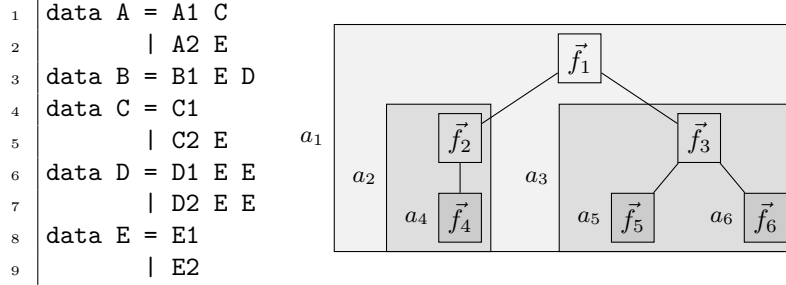 1 data A = A1 C
2 | A2 E
3 data B = B1 E D
4 data C = C1
5 | C2 E
6 data D = D1 E E
7 | D2 E E
8 data E = E1
9 | E2
f⃗₁
a₁
a₂ f⃗₂ a₃ f⃗₃
a₄ f⃗₄ a₅ f⃗₅ a₆ f⃗₆